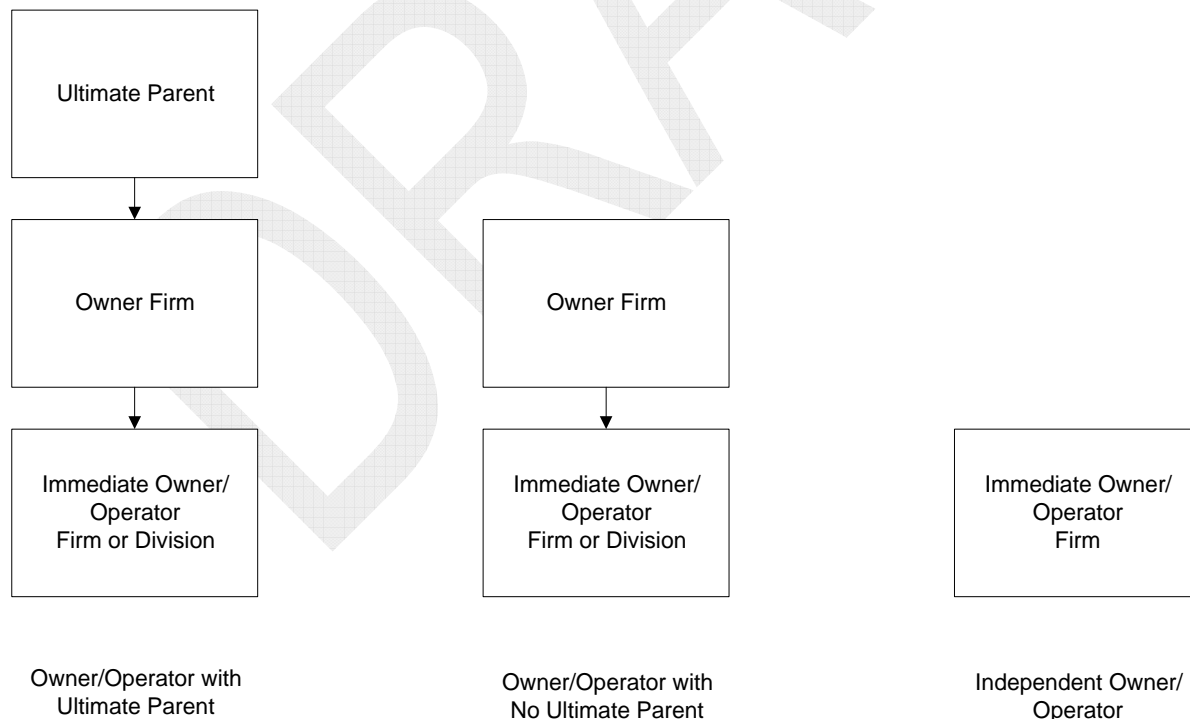 Ultimate Parent
Owner Firm
Immediate Owner/
Operator
Firm or Division
Owner/Operator with
Ultimate Parent
Owner Firm
Immediate Owner/
Operator
Firm or Division
Owner/Operator with
No Ultimate Parent
Immediate Owner/
Operator
Firm
Independent Owner/
Operator
DRA